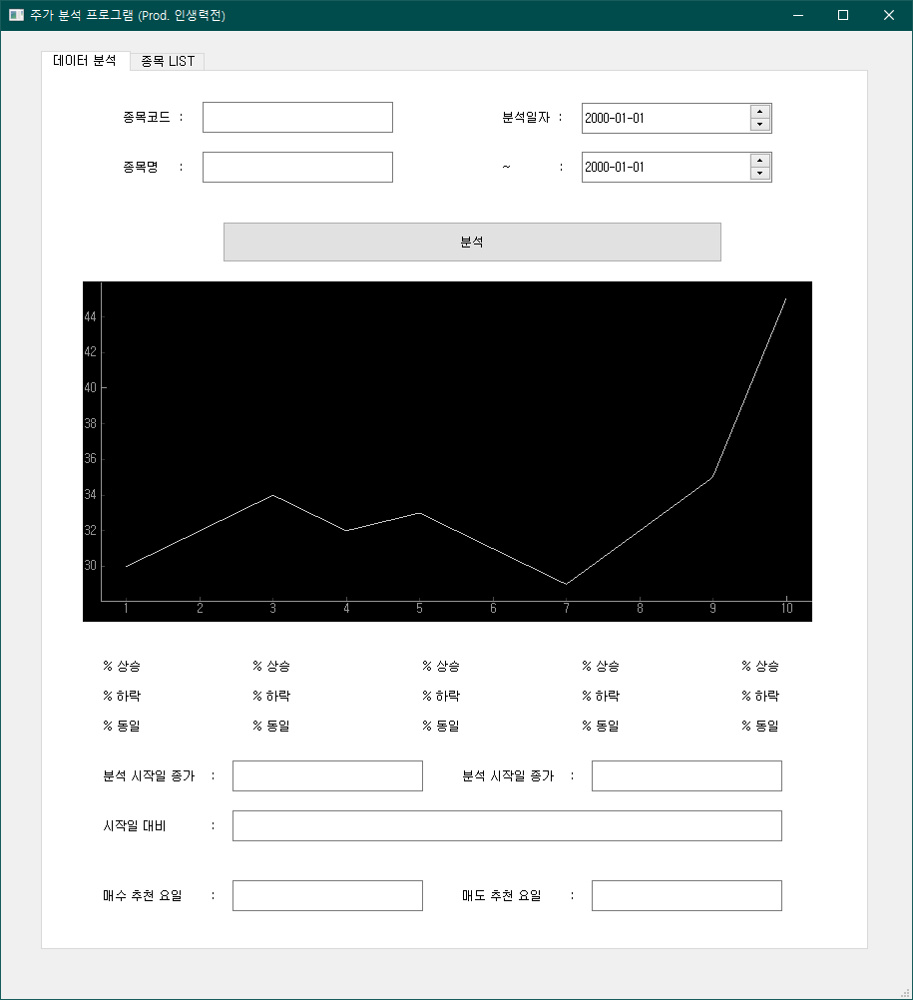 주가 분석 프로그램 (Prod. 인생력전)
데이터 분석 종목 LIST
종목코드 : 분석일자 : 2000-01-01
종목명 : ~ : 2000-01-01
분석
44
42
40
38
36
34
32
30
1 2 3 4 5 6 7 8 9 10
% 상승 % 상승 % 상승 % 상승 % 상승
% 하락 % 하락 % 하락 % 하락 % 하락
% 동일 % 동일 % 동일 % 동일 % 동일
분석 시작일 종가 : 분석 시작일 종가 :
시작일 대비 :
매수 추천 요일 : 매도 추천 요일 :